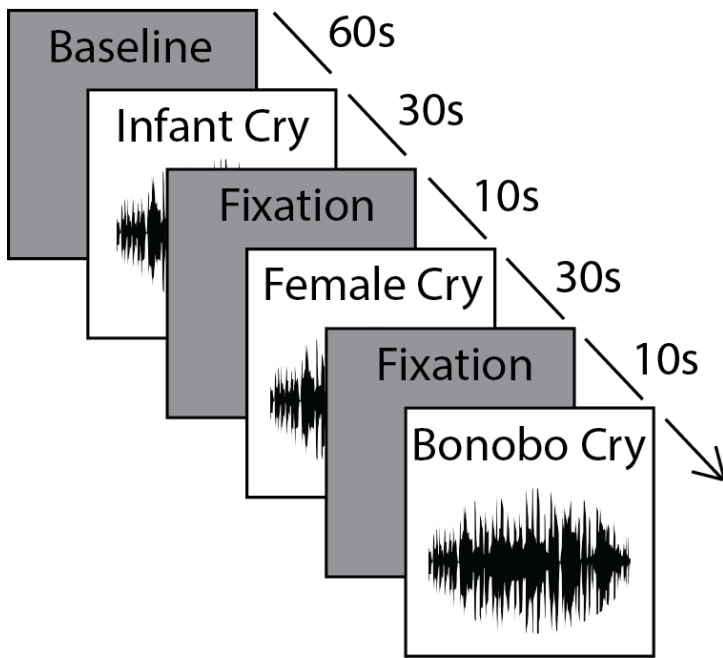 Baseline
60s
Infant Cry
30s
Fixation
10s
Female Cry
30s
Fixation
10s
Bonobo Cry